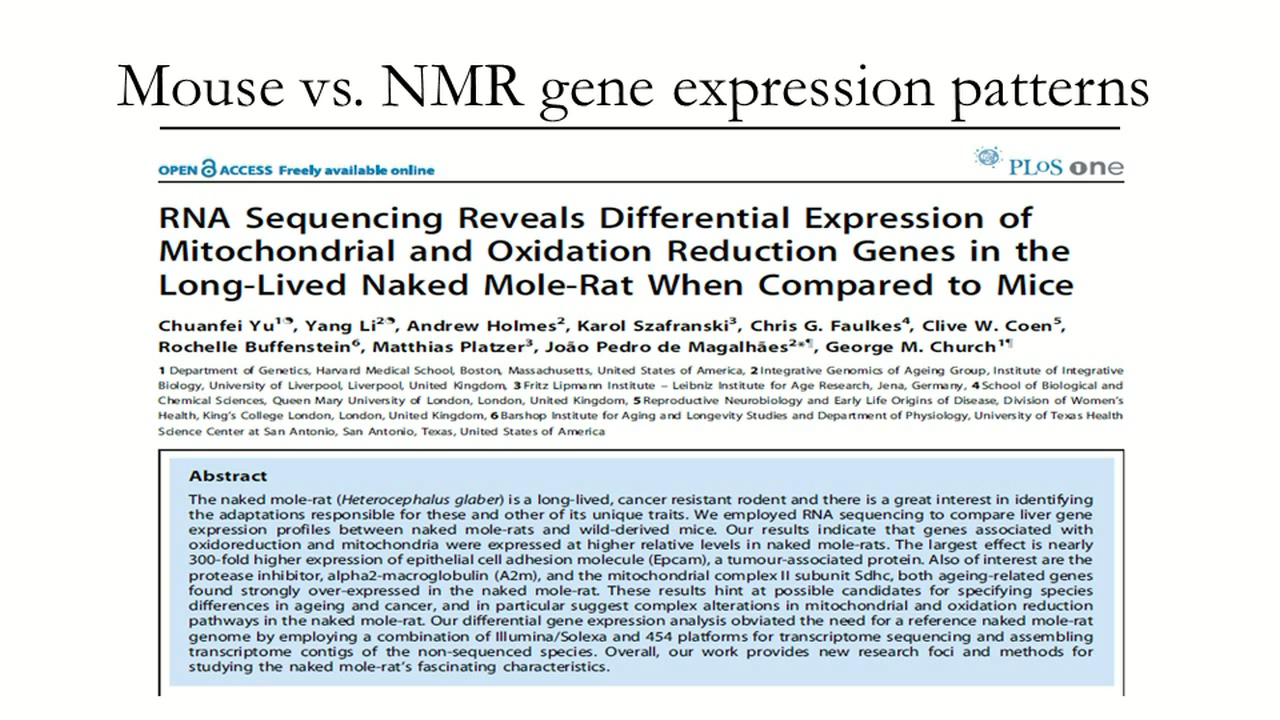 Mouse vs. NMR gene expression patterns
OPEN ACCESS Freely available online
PLoS one
RNA Sequencing Reveals Differential Expression of
Mitochondrial and Oxidation Reduction Genes in the
Long-Lived Naked Mole-Rat When Compared to Mice
Chuanfei Yu1, Yang Li2, Andrew Holmes2, Karol Szafranski3, Chris G. Faulkes4, Clive W. Coen5,
Rochelle Buffenstein6, Matthias Platzer3, João Pedro de Magalhães2*¶, George M. Church1¶
1 Department of Genetics, Harvard Medical School, Boston, Massachusetts, United States of America, 2 Integrative Genomics of Ageing Group, Institute of Integrative
Biology, University of Liverpool, Liverpool, United Kingdom, 3 Fritz Lipmann Institute – Leibniz Institute for Age Research, Jena, Germany, 4 School of Biological and
Chemical Sciences, Queen Mary University of London, London, United Kingdom, 5 Reproductive Neurobiology and Early Life Origins of Disease, Division of Women's
Health, King's College London, London, United Kingdom, 6 Barshop Institute for Aging and Longevity Studies and Department of Physiology, University of Texas Health
Science Center at San Antonio, San Antonio, Texas, United States of America
Abstract
The naked mole-rat (Heterocephalus glaber) is a long-lived, cancer resistant rodent and there is a great interest in identifying
the adaptations responsible for these and other of its unique traits. We employed RNA sequencing to compare liver gene
expression profiles between naked mole-rats and wild-derived mice. Our results indicate that genes associated with
oxidoreduction and mitochondria were expressed at higher relative levels in naked mole-rats. The largest effect is nearly
300-fold higher expression of epithelial cell adhesion molecule (Epcam), a tumour-associated protein. Also of interest are the
protease inhibitor, alpha2-macroglobulin (A2m), and the mitochondrial complex II subunit Sdhc, both ageing-related genes
found strongly over-expressed in the naked mole-rat. These results hint at possible candidates for specifying species
differences in ageing and cancer, and in particular suggest complex alterations in mitochondrial and oxidation reduction
pathways in the naked mole-rat. Our differential gene expression analysis obviated the need for a reference naked mole-rat
genome by employing a combination of Illumina/Solexa and 454 platforms for transcriptome sequencing and assembling
transcriptome contigs of the non-sequenced species. Overall, our work provides new research foci and methods for
studying the naked mole-rat's fascinating characteristics.